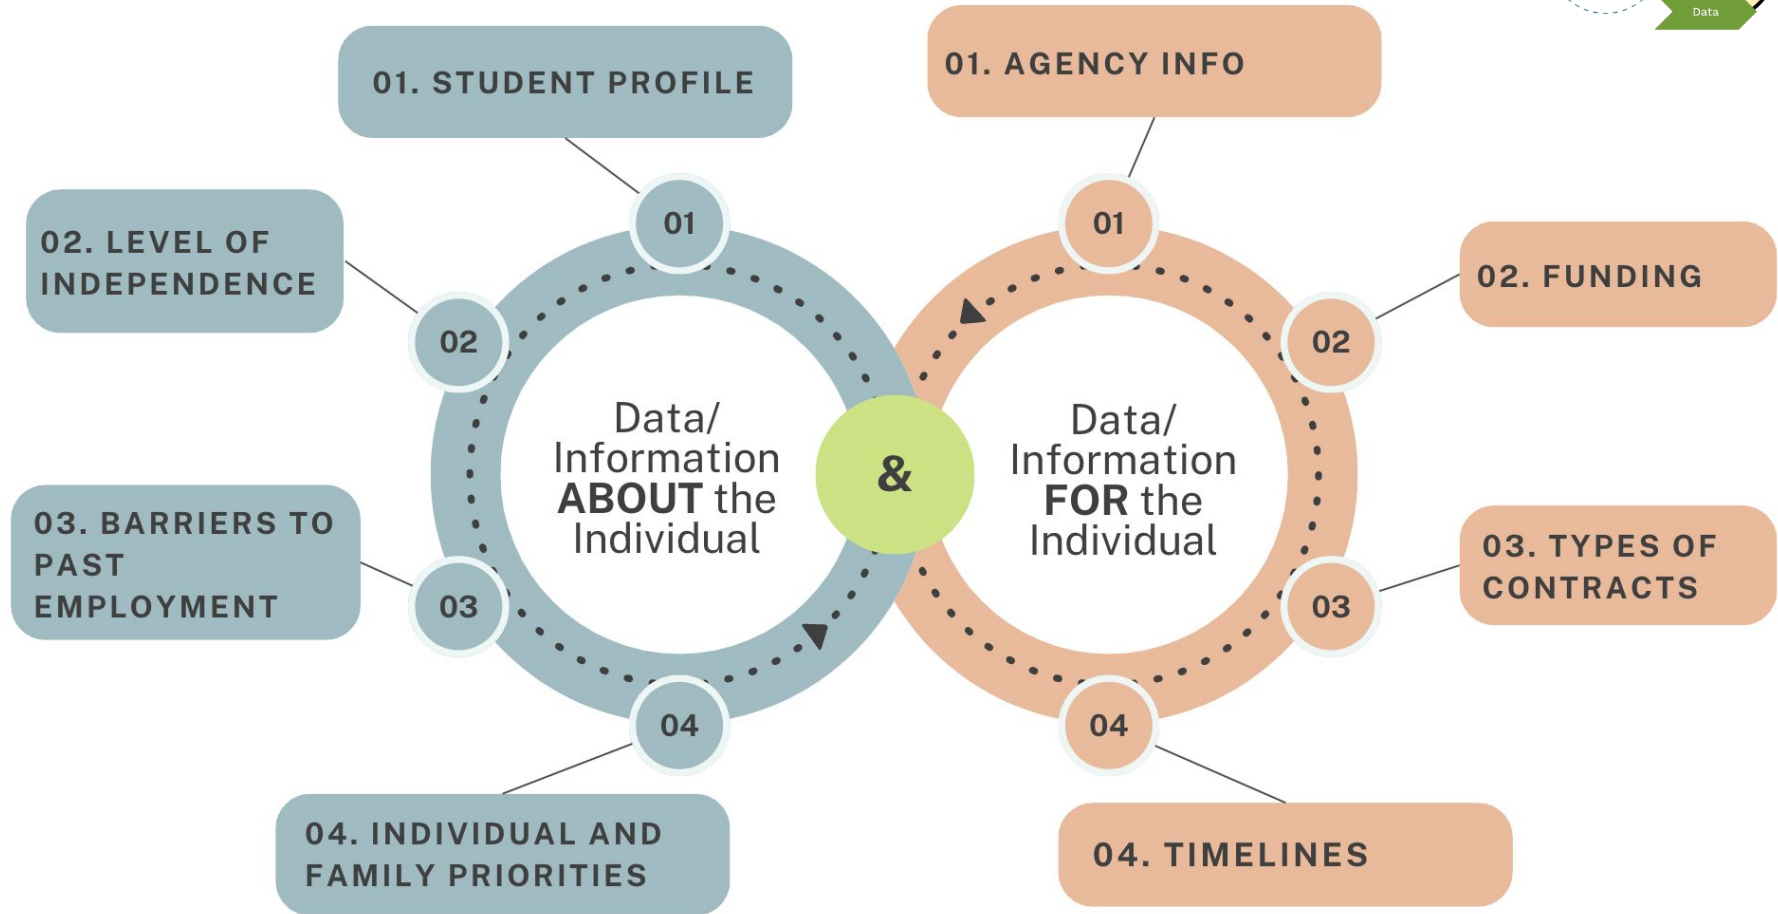 Data
01. STUDENT PROFILE
01. AGENCY INFO
01
01
02. LEVEL OF
INDEPENDENCE
02. FUNDING
02
02
Data/
Information
ABOUT the
Individual
&
Data/
Information
FOR the
Individual
03. BARRIERS TO
PAST
EMPLOYMENT
03. TYPES OF
CONTRACTS
03
03
04
04
04. INDIVIDUAL AND
FAMILY PRIORITIES
04. TIMELINES